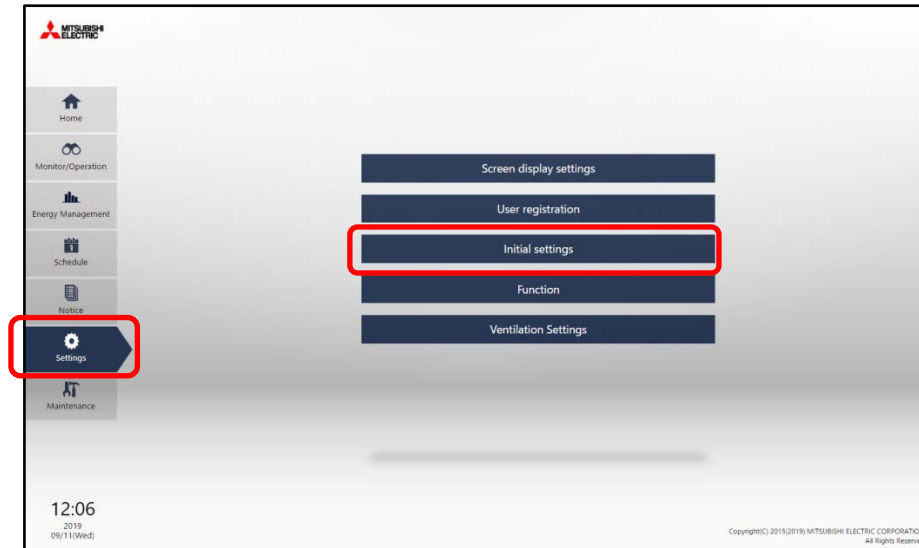 MITSUBISHI
ELECTRIC
Home
Monitor/Operation
Energy Management
1
Schedule
Notice
Settings
Maintenance
Screen display settings
User registration
Initial settings
Function
Ventilation Settings
12:06
2019
09/11(Wed)
Copyright(C) 2015(2019) MITSUBISHI ELECTRIC CORPORATIO
All Rights Reserve